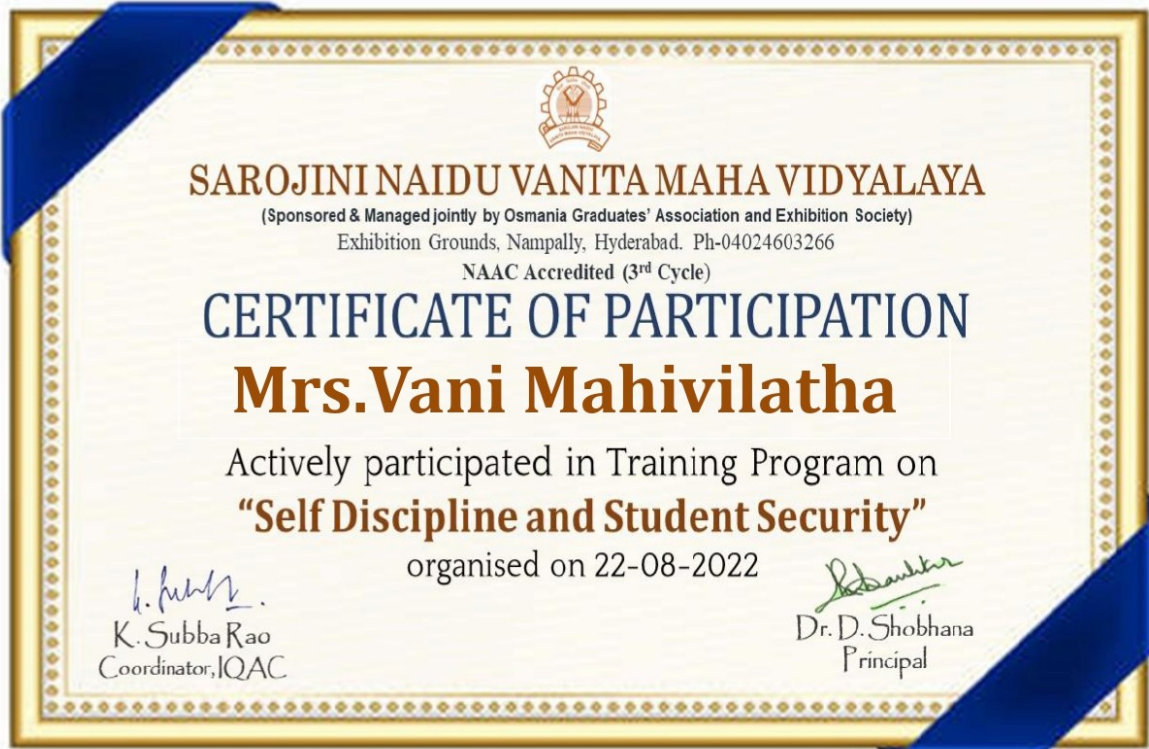 SAROJINI NAIDU VANITA MAHA VIDYALAYA
(Sponsored & Managed jointly by Osmania Graduates' Association and Exhibition Society)
Exhibition Grounds, Nampally, Hyderabad. Ph-04024603266
NAAC Accredited (3rd Cycle)
CERTIFICATE OF PARTICIPATION
Mrs.Vani Mahivilatha
Actively participated in Training Program on
“Self Discipline and Student Security”
organised on 22-08-2022
K. Subba Rao
Coordinator, IQAC
Dr. D. Shobhana
Principal